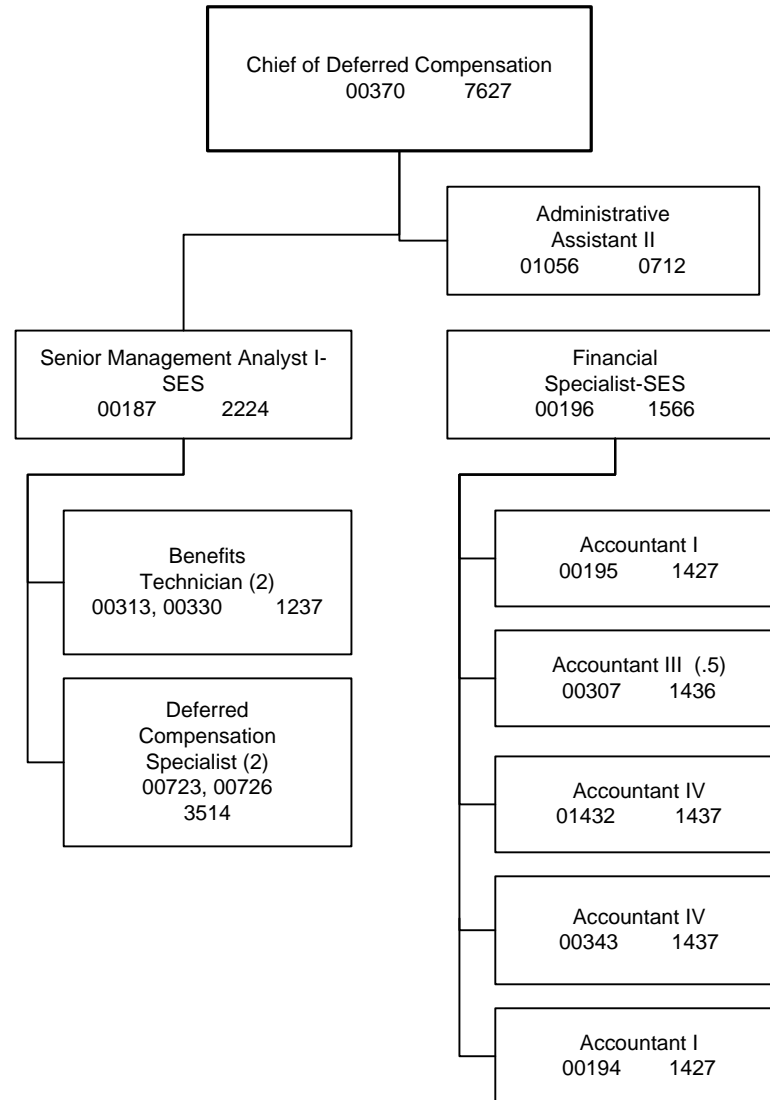 Chief of Deferred Compensation
00370 7627
Administrative
Assistant II
01056 0712
Senior Management Analyst I-
SES
00187 2224
Financial
Specialist-SES
00196 1566
Benefits
Technician (2)
00313, 00330 1237
Deferred
Compensation
Specialist (2)
00723, 00726
3514
Accountant I
00195 1427
Accountant III (.5)
00307 1436
Accountant IV
01432 1437
Accountant IV
00343 1437
Accountant I
00194 1427